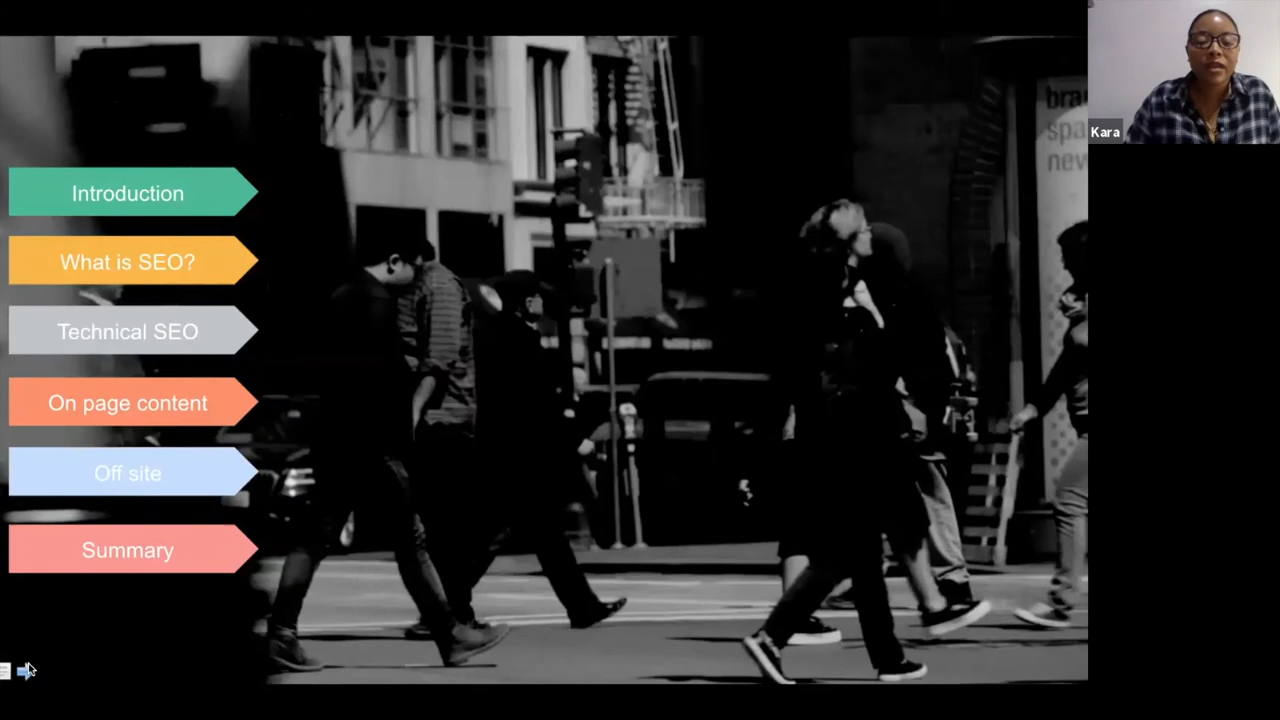 Introduction
What is SEO?
Technical SEO
On page content
Off site
Summary
Kara